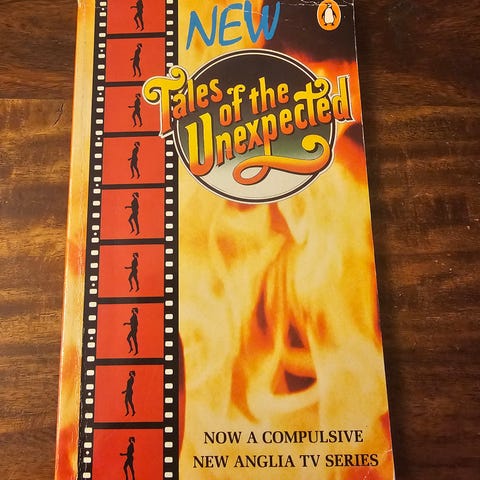 NEW
Tales of the
Unexpected
NOW A COMPULSIVE
NEW ANGLIA TV SERIES